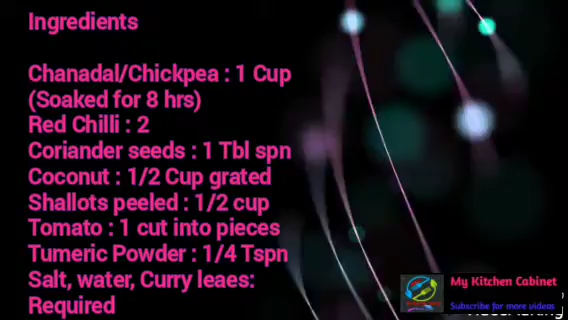 Ingredients
Chanadal/Chickpea : 1 Cup
(Soaked for 8 hrs)
Red Chilli : 2
Coriander seeds : 1 Tbl spn
Coconut : 1/2 Cup grated
Shallots peeled : 1/2 cup
Tomato : 1 cut into pieces
Tumeric Powder : 1/4 Tspn
Salt, water, Curry leaes:
Required
My Kitchen Cabinet
Subscribe for more videos